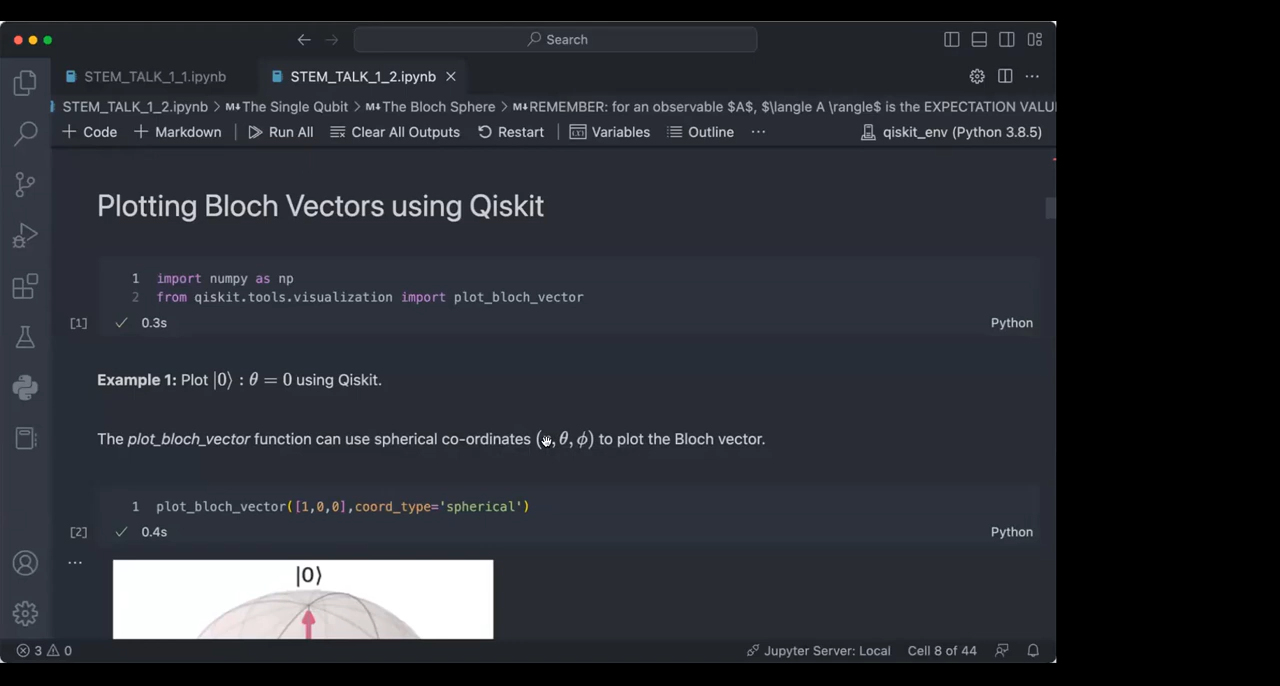 Search
STEM_TALK_1_1.ipynb
STEM_TALK_1_2.ipynb
STEM_TALK_1_2.ipynb > M↓The Single Qubit > M↓The Bloch Sphere > M↓REMEMBER: for an observable $A$, $\langle A \rangle$ is the EXPECTATION VALU
+ Code + Markdown | Run All Clear All Outputs Restart | Variables Outline ... qiskit_env (Python 3.8.5)
Plotting Bloch Vectors using Qiskit
1 import numpy as np
2 from qiskit.tools.visualization import plot_bloch_vector
[1] ✓ 0.3s Python
Example 1: Plot |0⟩ : θ = 0 using Qiskit.
The plot_bloch_vector function can use spherical co-ordinates ( , θ, ϕ) to plot the Bloch vector.
1 plot_bloch_vector([1,0,0],coord_type='spherical')
[2] ✓ 0.4s Python
...
|0⟩
3 0 Jupyter Server: Local Cell 8 of 44